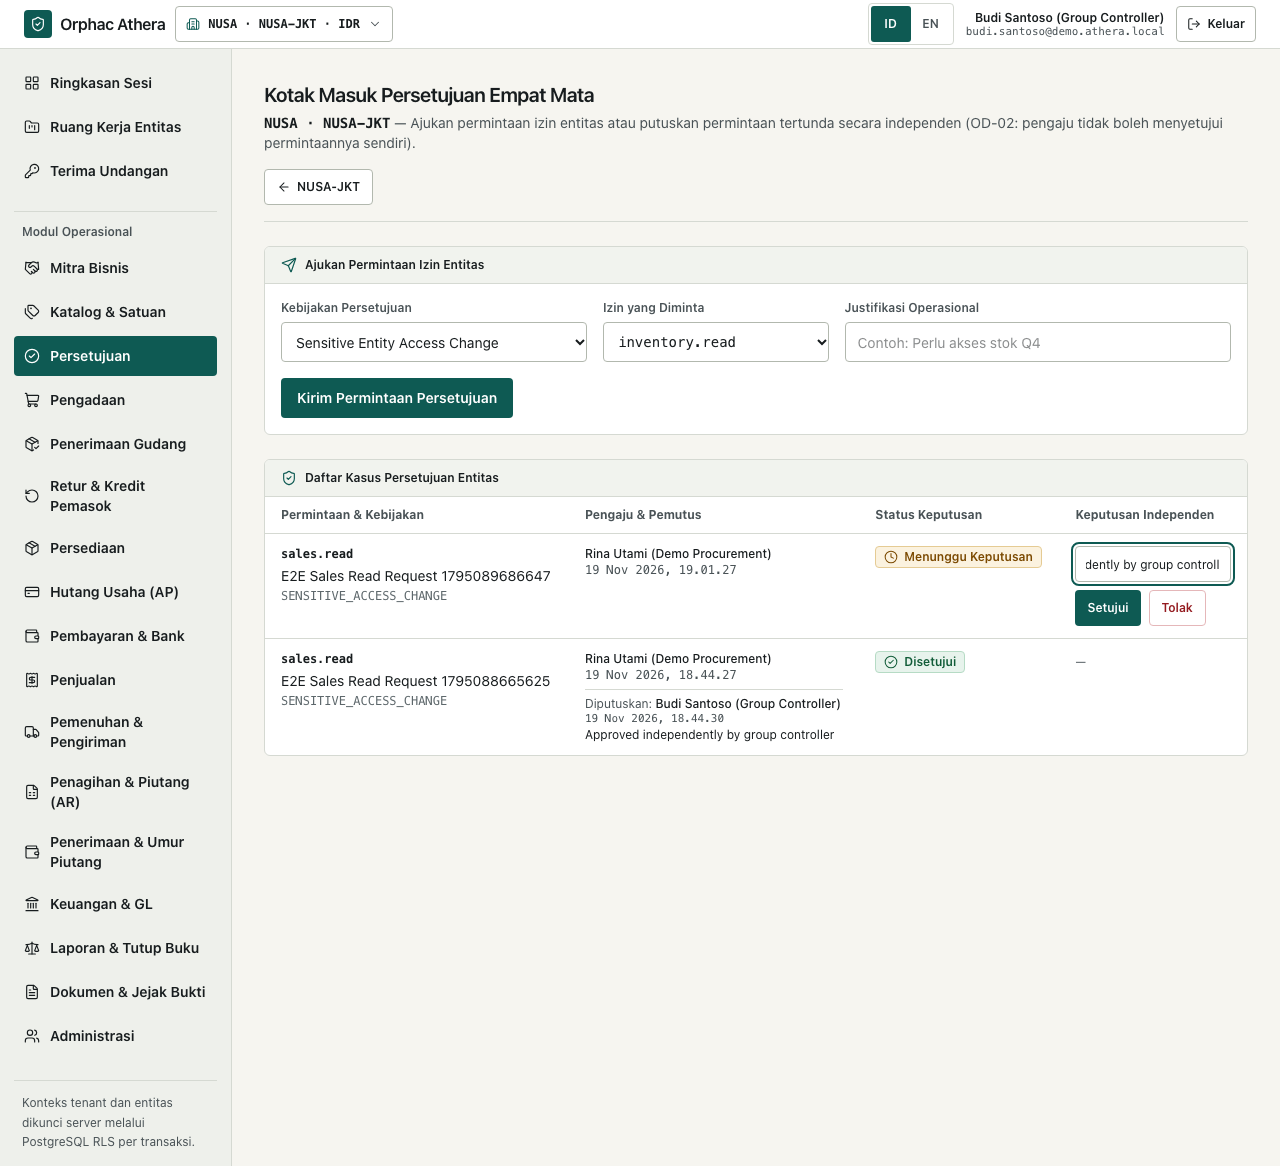 Orphac Athera
NUSA · NUSA-JKT · IDR
ID
EN
Budi Santoso (Group Controller)
budi.santoso@demo.athera.local
Keluar
Ringkasan Sesi
Ruang Kerja Entitas
Terima Undangan
Modul Operasional
Mitra Bisnis
Katalog & Satuan
Persetujuan
Pengadaan
Penerimaan Gudang
Retur & Kredit
Pemasok
Persediaan
Hutang Usaha (AP)
Pembayaran & Bank
Penjualan
Pemenuhan &
Pengiriman
Penagihan & Piutang
(AR)
Penerimaan & Umur
Piutang
Keuangan & GL
Laporan & Tutup Buku
Dokumen & Jejak Bukti
Administrasi
Konteks tenant dan entitas
dikunci server melalui
PostgreSQL RLS per transaksi.
Kotak Masuk Persetujuan Empat Mata
NUSA · NUSA-JKT — Ajukan permintaan izin entitas atau putuskan permintaan tertunda secara independen (OD-02: pengaju tidak boleh menyetujui
permintaannya sendiri).
NUSA-JKT
Ajukan Permintaan Izin Entitas
Kebijakan Persetujuan
Izin yang Diminta
Justifikasi Operasional
Sensitive Entity Access Change
inventory.read
Contoh: Perlu akses stok Q4
Kirim Permintaan Persetujuan
Daftar Kasus Persetujuan Entitas
Permintaan & Kebijakan
Pengaju & Pemutus
Status Keputusan
Keputusan Independen
sales.read
E2E Sales Read Request 1795089686647
SENSITIVE_ACCESS_CHANGE
Rina Utami (Demo Procurement)
19 Nov 2026, 19.01.27
Menunggu Keputusan
dently by group controll
Setujui
Tolak
sales.read
E2E Sales Read Request 1795088665625
SENSITIVE_ACCESS_CHANGE
Rina Utami (Demo Procurement)
19 Nov 2026, 18.44.27
Diputuskan: Budi Santoso (Group Controller)
19 Nov 2026, 18.44.30
Approved independently by group controller
Disetujui
—